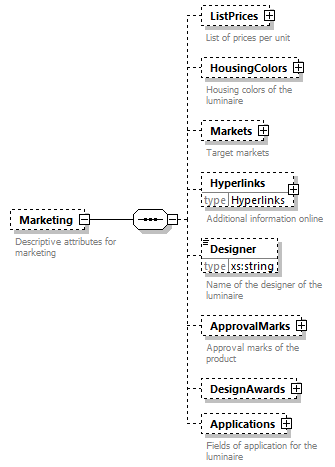 ListPrices
List of prices per unit
HousingColors
Housing colors of the
luminaire
Markets
Target markets
Hyperlinks
type Hyperlinks
Additional information online
Marketing
Descriptive attributes for
marketing
Designer
type xs:string
Name of the designer of the
luminaire
ApprovalMarks
Approval marks of the
product
DesignAwards
Applications
Fields of application for the
luminaire